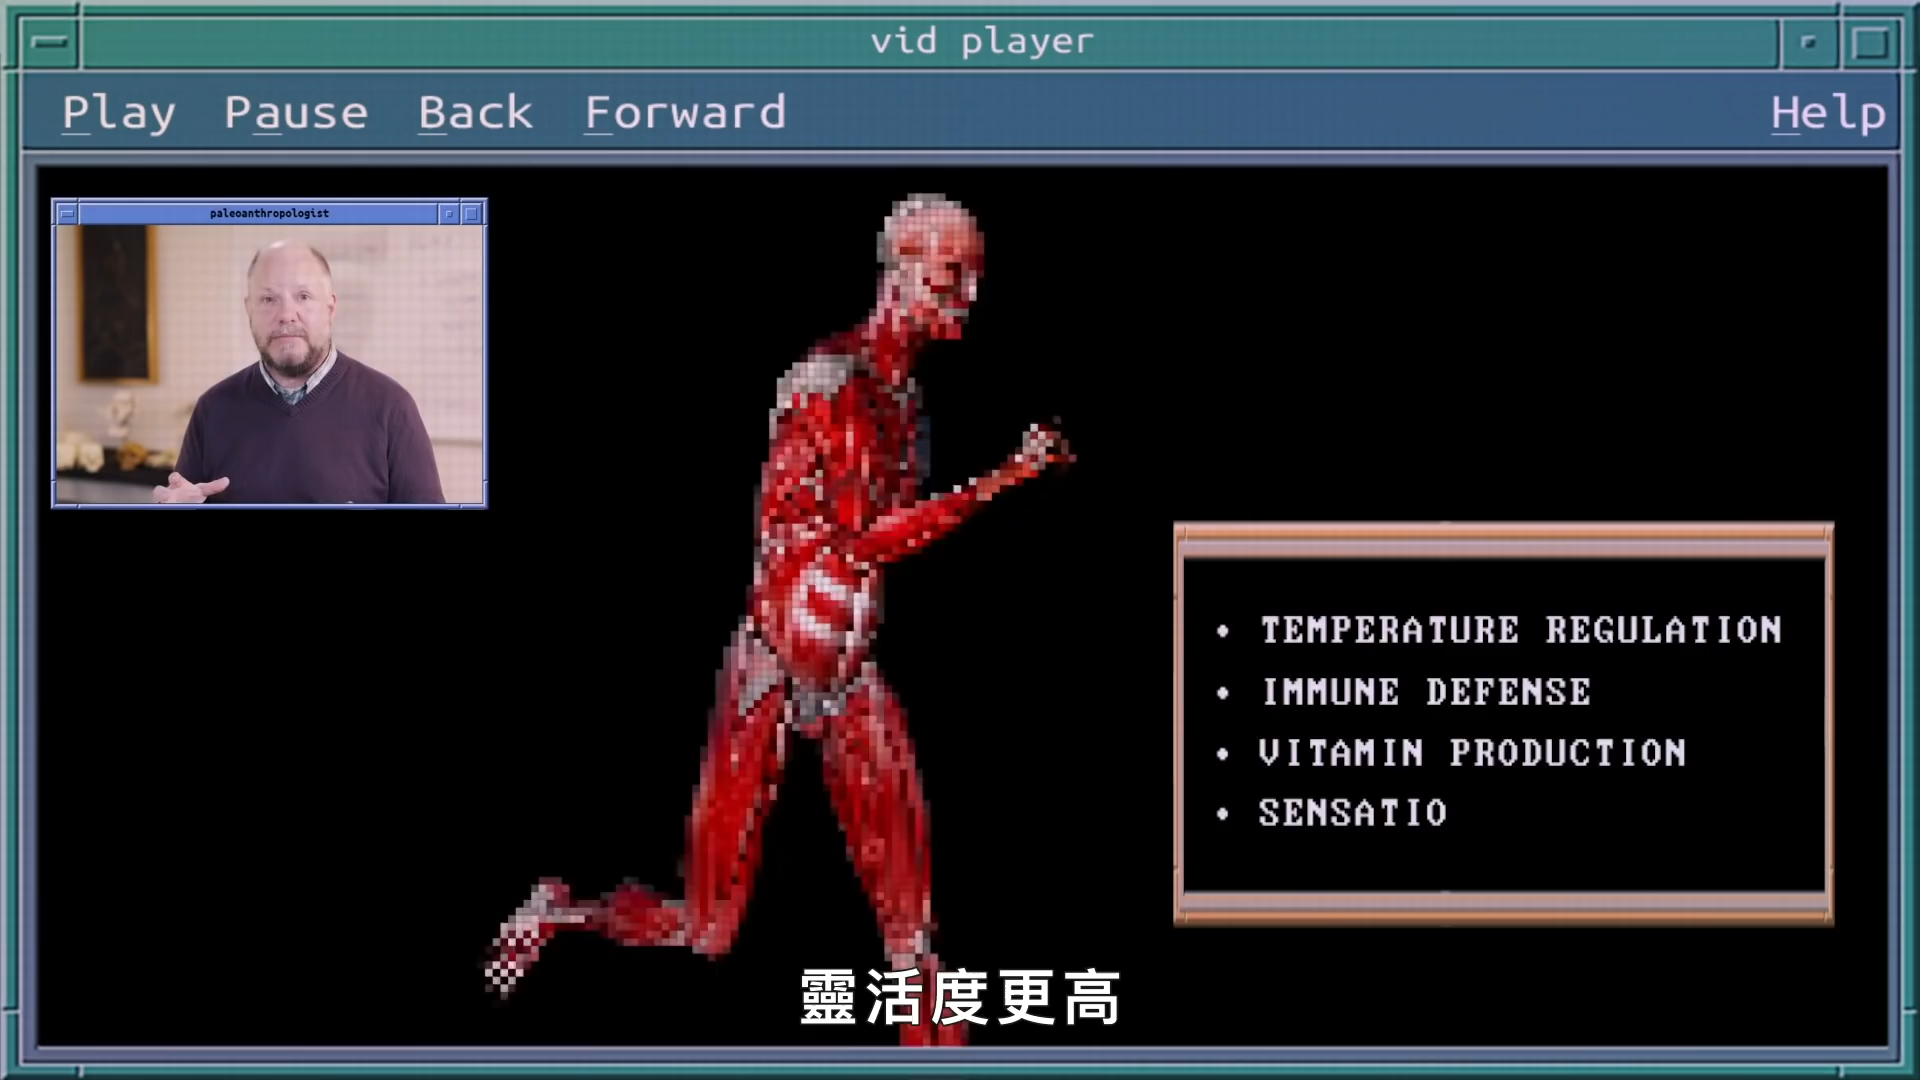 vid player
Play Pause Back Forward Help
paleoanthropologist
• TEMPERATURE REGULATION
• IMMUNE DEFENSE
• VITAMIN PRODUCTION
• SENSATIO
靈活度更高